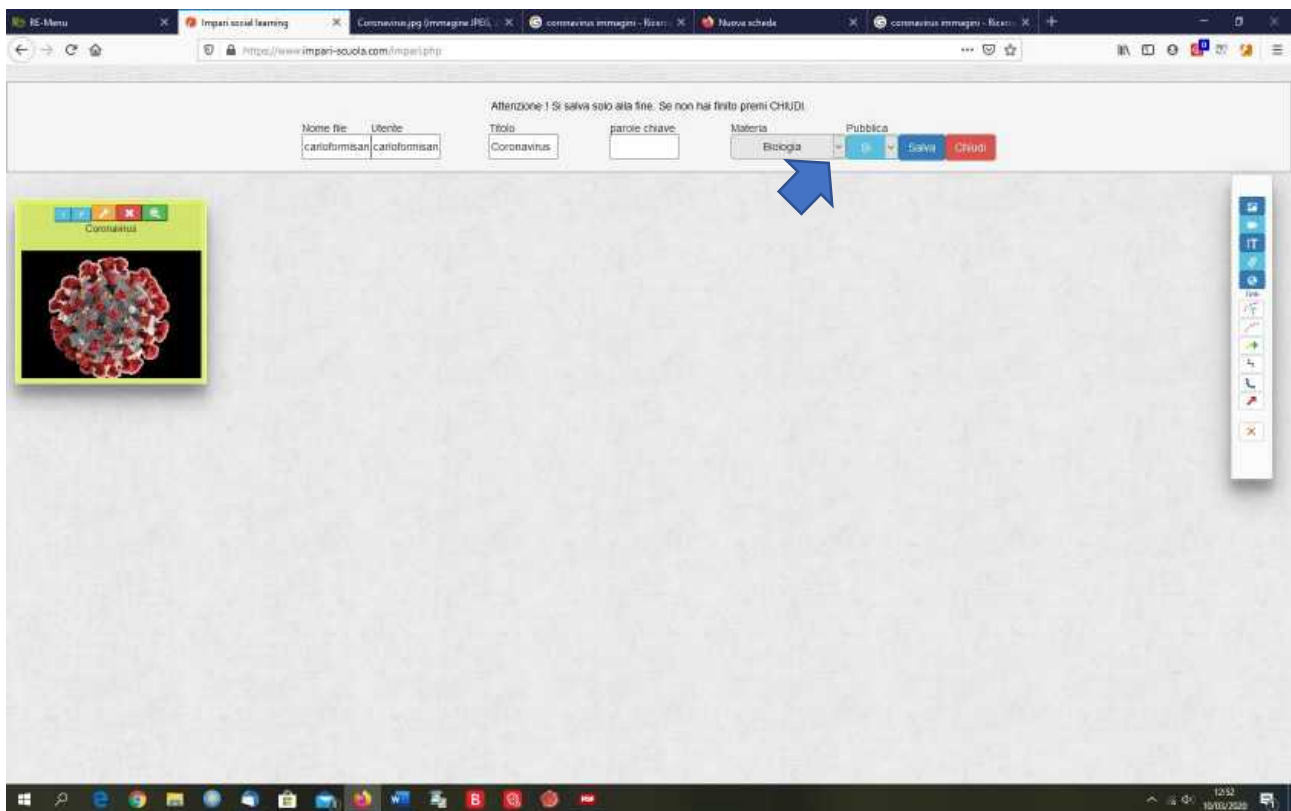 RE-Menu
Impari social learning
Coronavirus.jpg (Immagine JPEG,
coronavirus immagini - Ricerc
Nuova scheda
coronavirus immagini - Ricerc
https://www.impari-scuola.com/impari.php
Attenzione ! Si salva solo alla fine. Se non hai finito premi CHIUDI.
Nome file Utente Titolo parole chiave Materia Pubblica
carloformisan carloformisan Coronavirus Biologia Si Salva Chiudi
Coronavirus
IT
12:52
10/03/2020